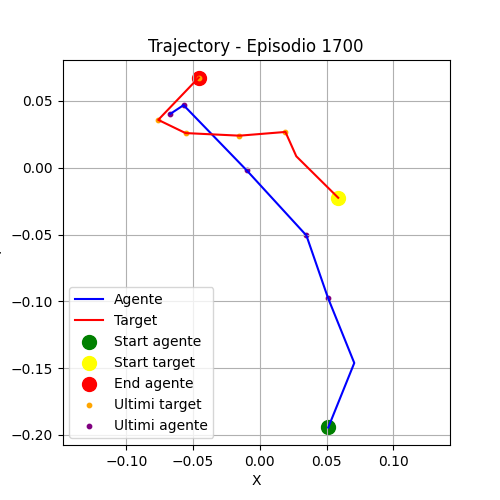 Trajectory - Episodio 1700
0.05
0.00
−0.05
−0.10
−0.15
−0.20
Agente
Target
Start agente
Start target
End agente
Ultimi target
Ultimi agente
−0.10
−0.05
0.00
0.05
0.10
X